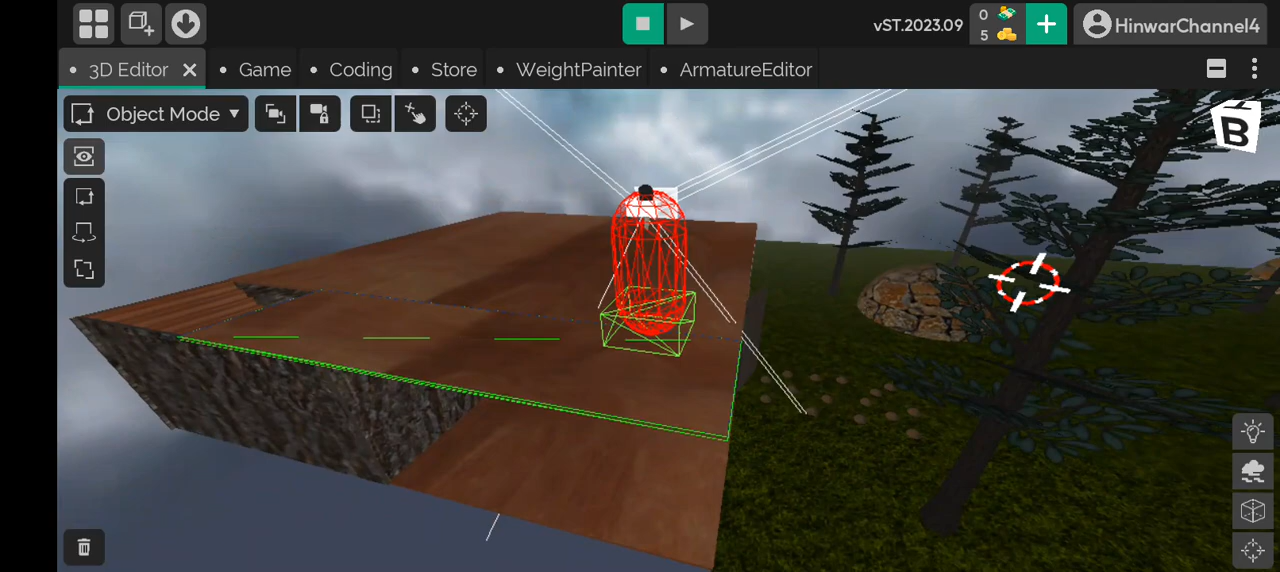 vST.2023.09
0
5
HinwarChannel4
3D Editor
Game
Coding
Store
WeightPainter
ArmatureEditor
Object Mode
B